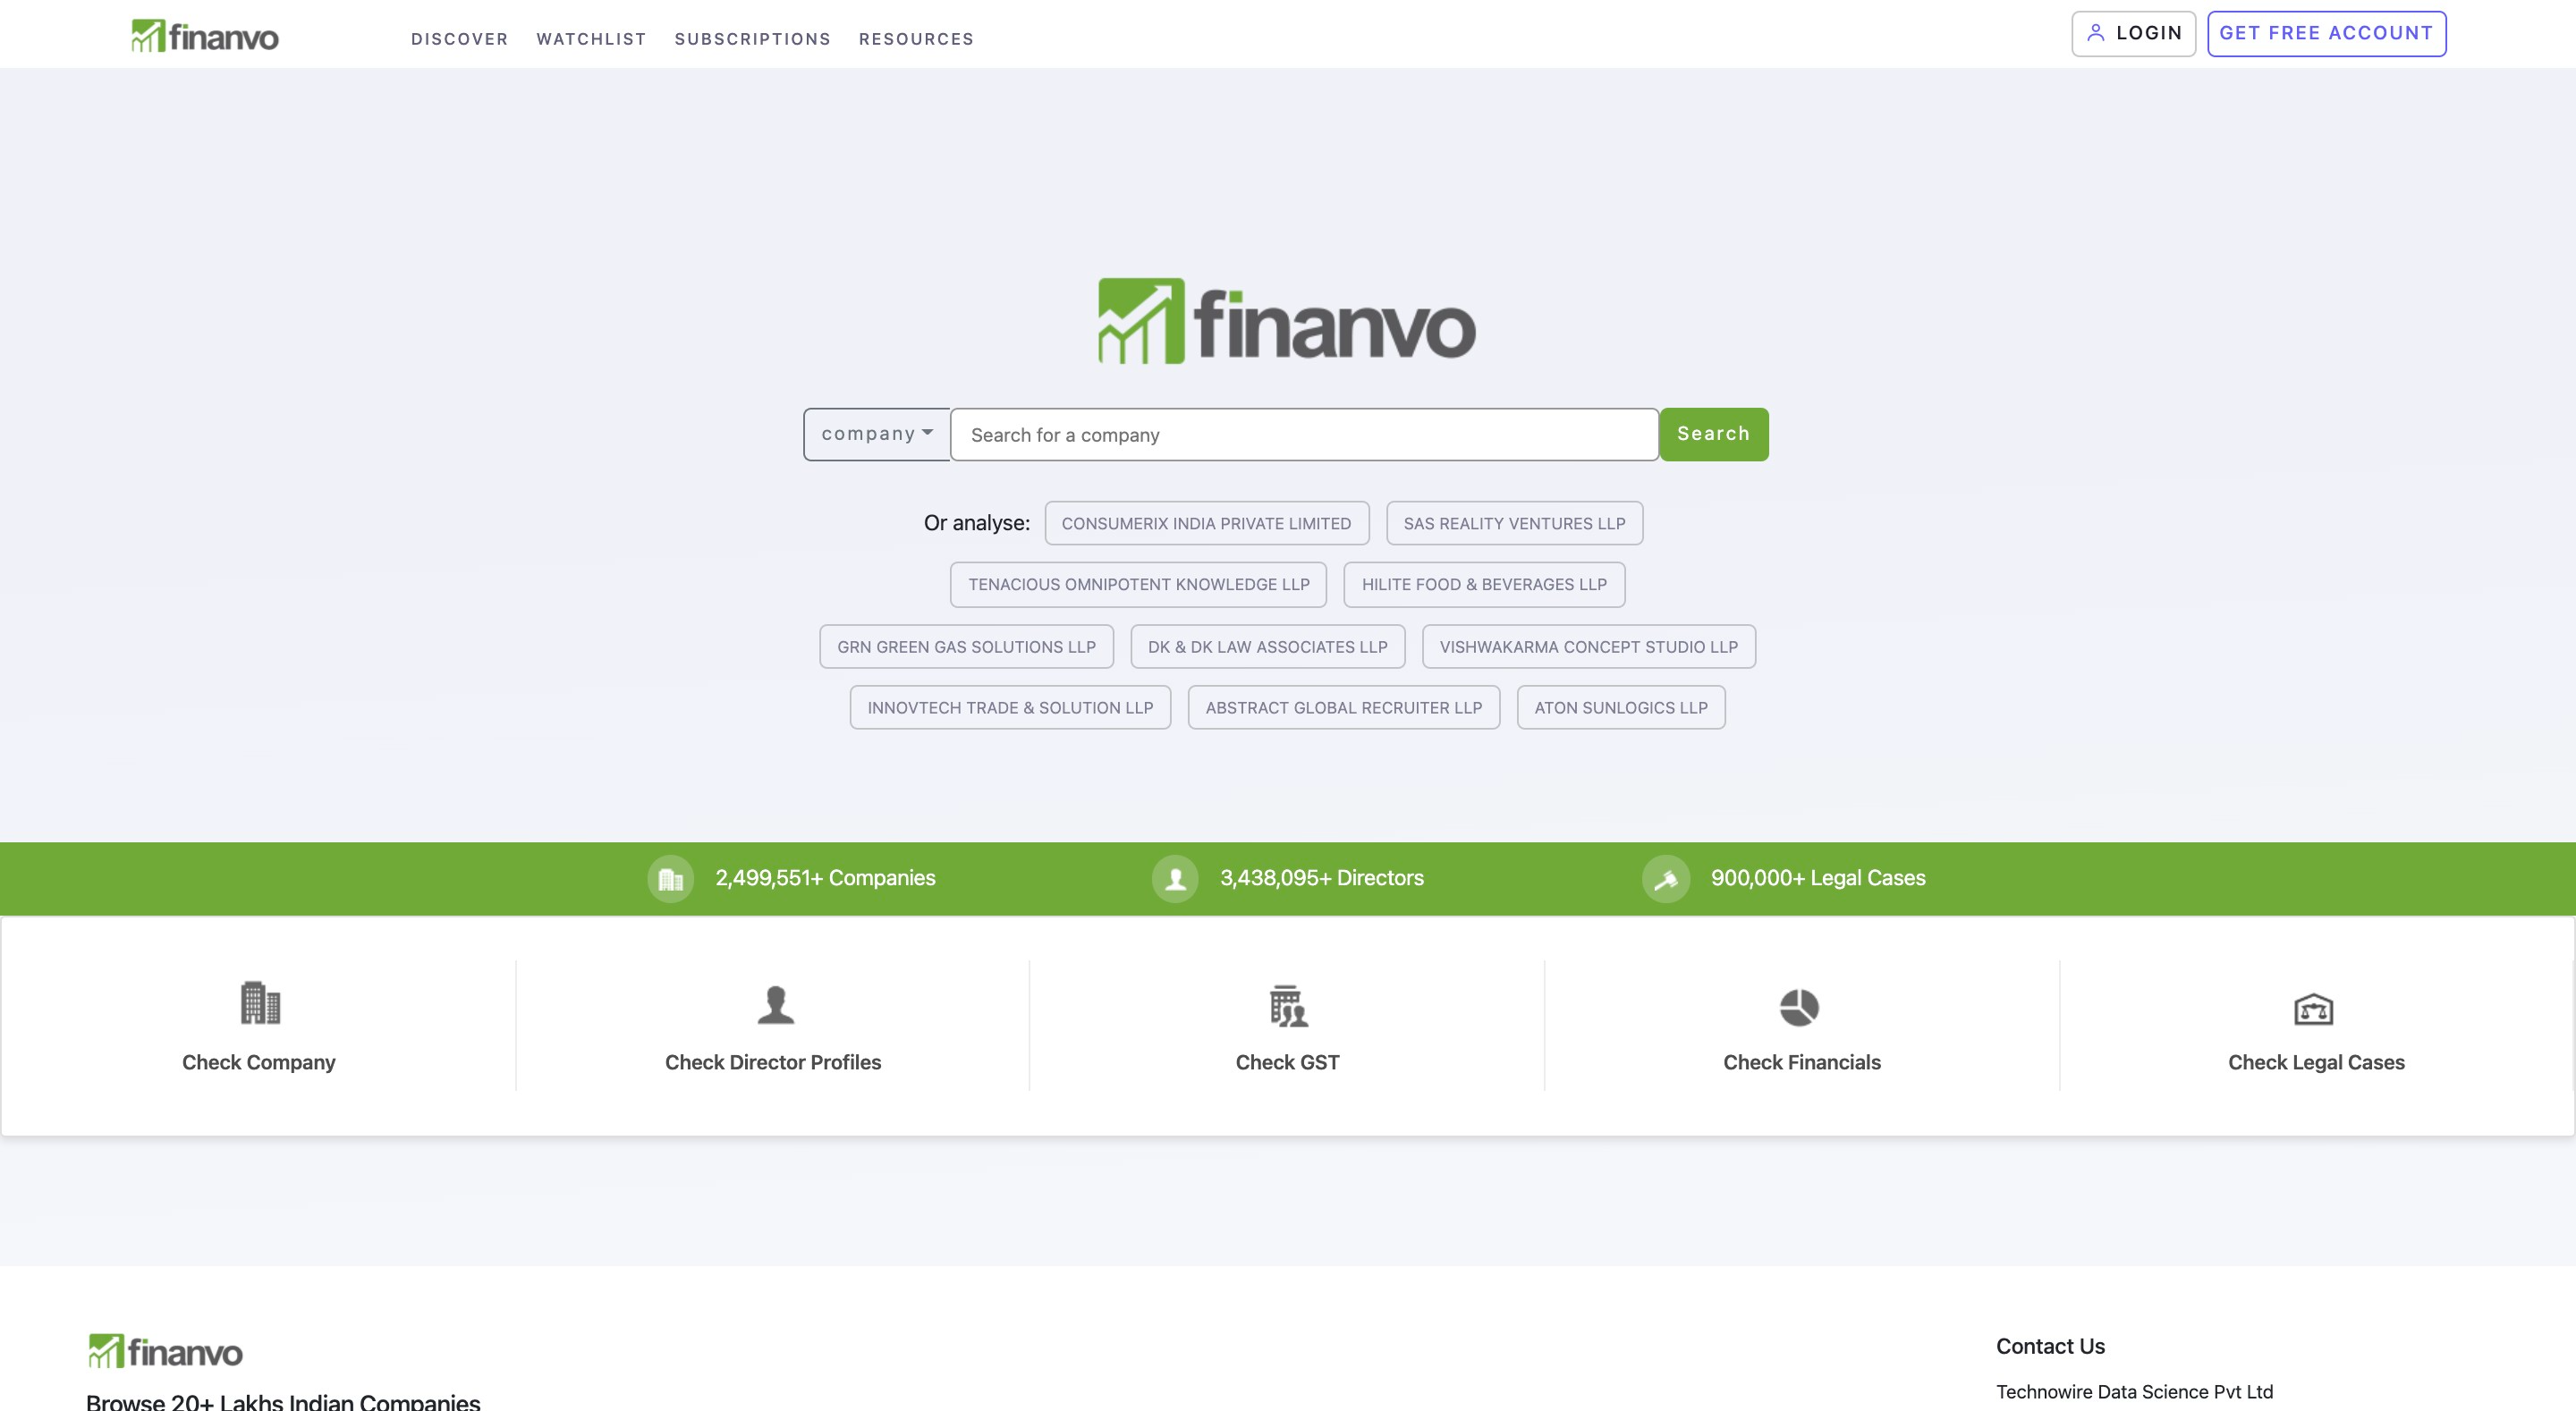 finanvo
DISCOVER WATCHLIST SUBSCRIPTIONS RESOURCES
LOGIN
GET FREE ACCOUNT
finanvo
company
Search for a company
Search
Or analyse: CONSUMERIX INDIA PRIVATE LIMITED SAS REALITY VENTURES LLP
TENACIOUS OMNIPOTENT KNOWLEDGE LLP HILITE FOOD & BEVERAGES LLP
GRN GREEN GAS SOLUTIONS LLP DK & DK LAW ASSOCIATES LLP VISHWAKARMA CONCEPT STUDIO LLP
INNOVTECH TRADE & SOLUTION LLP ABSTRACT GLOBAL RECRUITER LLP ATON SUNLOGICS LLP
2,499,551+ Companies 3,438,095+ Directors 900,000+ Legal Cases
Check Company Check Director Profiles Check GST Check Financials Check Legal Cases
finanvo
Browse 20+ Lakhs Indian Companies
Contact Us
Technowire Data Science Pvt Ltd